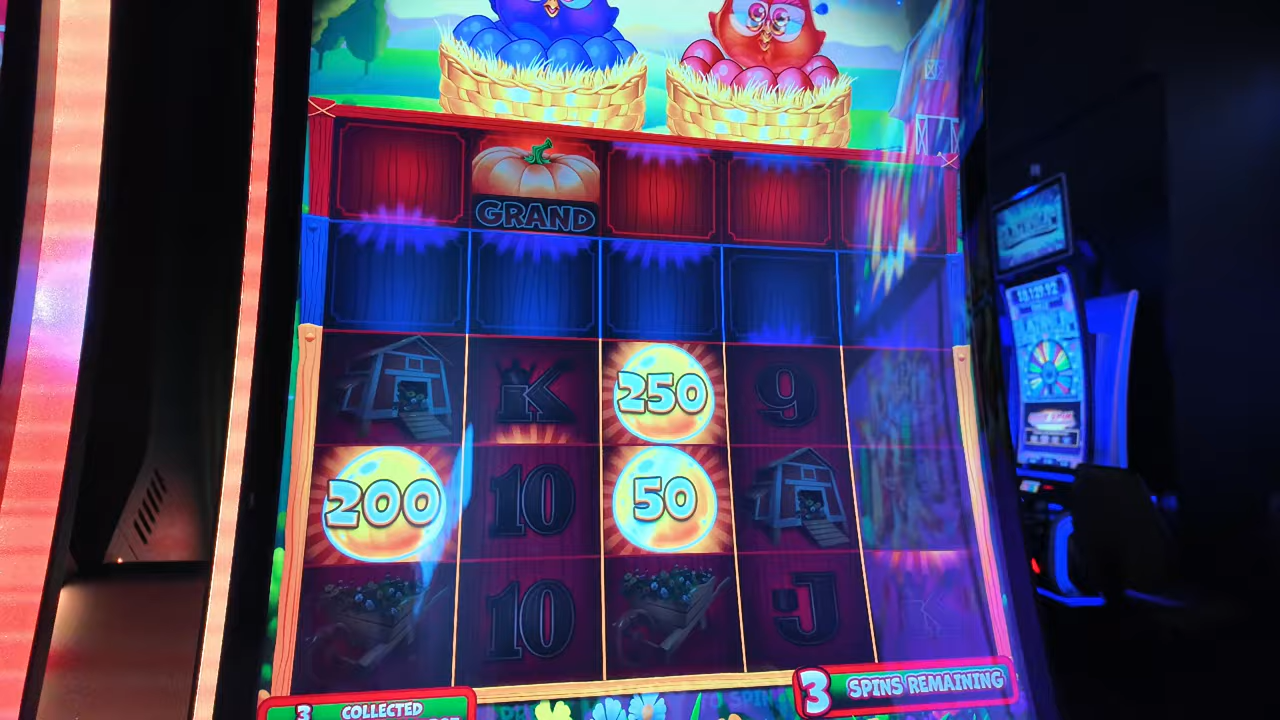 GRAND
K
250
9
200
10
50
10
J
K
3 SPINS REMAINING
3 COLLECTED